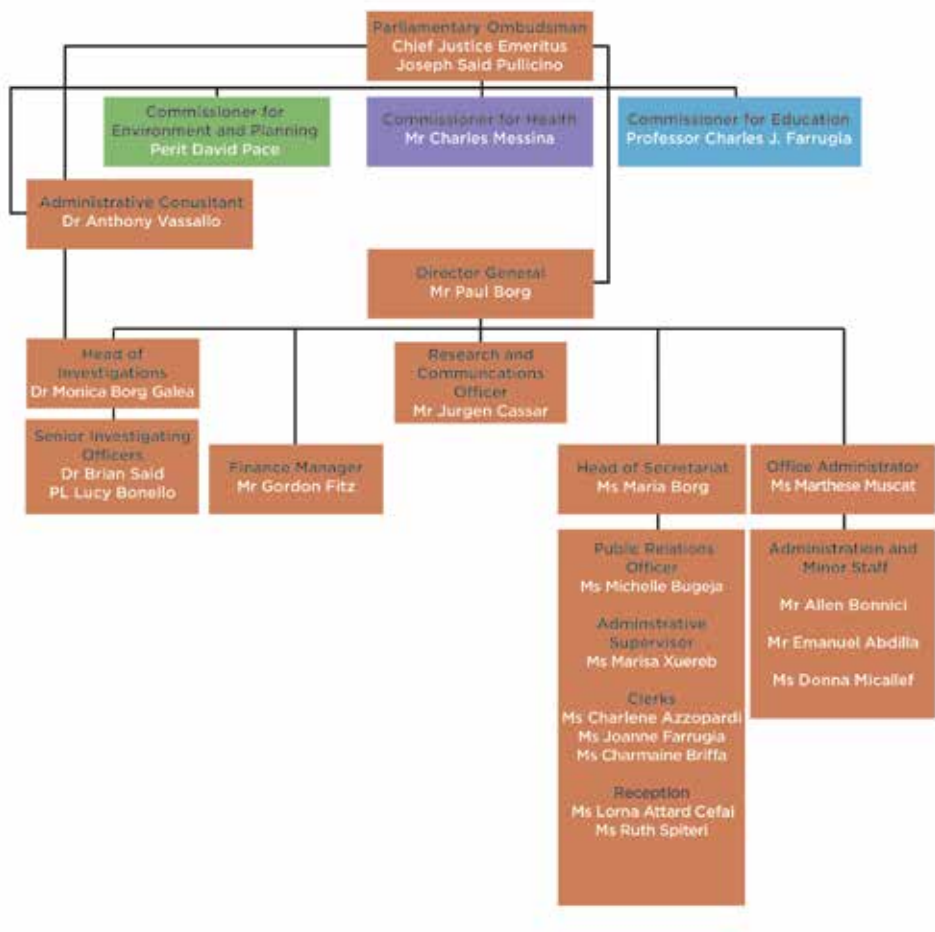 Parliamentary Ombudsman
Chief Justice Emeritus
Joseph Said Pullicino
Commissioner for
Environment and Planning
Perit David Pace
Commissioner for Health
Mr Charles Messina
Commissioner for Education
Professor Charles J. Farrugia
Administrative Conusltant
Dr Anthony Vassallo
Director General
Mr Paul Borg
Head of
Investigations
Dr Monica Borg Galea
Research and
Communcations
Officer
Mr Jurgen Cassar
Senior Investigating
Officers
Dr Brian Said
PL Lucy Bonello
Finance Manager
Mr Gordon Fitz
Head of Secretariat
Ms Maria Borg
Office Administrator
Ms Marthese Muscat
Public Relations
Officer
Ms Michelle Bugeja
Adminstrative
Supervisor
Ms Marisa Xuereb
Clerks
Ms Charlene Azzopardi
Ms Joanne Farrugia
Ms Charmaine Briffa
Reception
Ms Lorna Attard Cefai
Ms Ruth Spiteri
Administration and
Minor Staff
Mr Allen Bonnici
Mr Emanuel Abdilla
Ms Donna Micallef